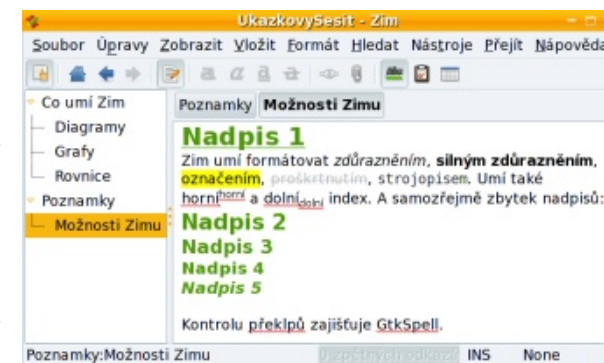 UkazkovySesit - Zim
Soubor Úpravy Zobrazit Vložit Formát Hledat Nástroje Přejít Nápověda
Co umí Zim
Diagramy
Grafy
Rovnice
Poznamky
Možnosti Zimu
Poznamky Možnosti Zimu
Nadpis 1
Zim umí formátovat zdůrazněním, silným zdůrazněním,
označením, proškrtnutím, strojopisem. Umí také
horníhorní a dolnídolní index. A samozřejmě zbytek nadpisů:
Nadpis 2
Nadpis 3
Nadpis 4
Nadpis 5
Kontrolu překlpů zajišťuje GtkSpell.
Poznamky:Možnosti Zimu 0 zpětných odkazů INS None